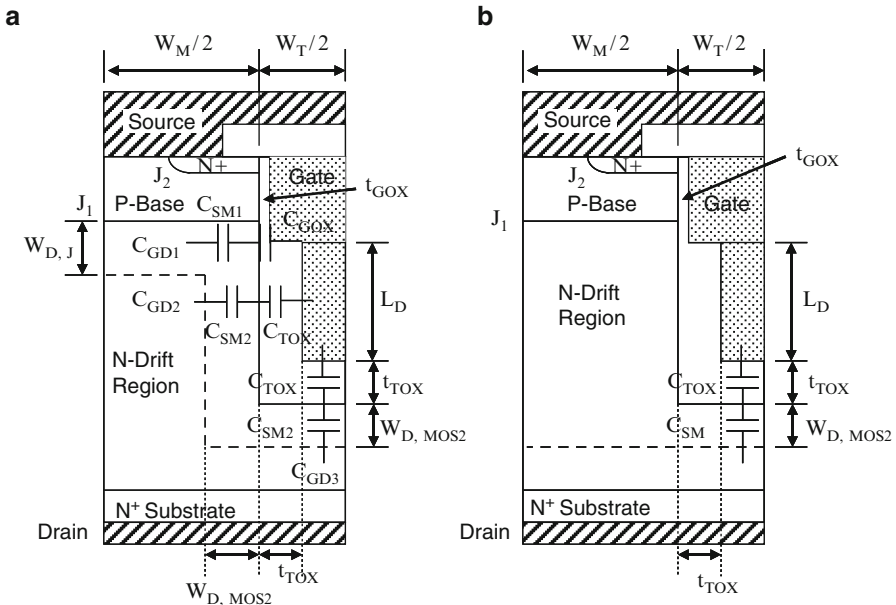 a
W_M/2
W_T/2
Source
J_2
N+
Gate
t_GOX
J_1
P-Base
C_SM1
C_GOX
W_D, J
C_GD1
C_GD2
L_D
C_SM2
C_TOX
N-Drift
Region
C_TOX
t_TOX
C_SM2
W_D, MOS2
C_GD3
N⁺ Substrate
Drain
t_TOX
W_D, MOS2
b
W_M/2
W_T/2
Source
J_2
N+
t_GOX
J_1
P-Base
Gate
N-Drift
Region
L_D
C_TOX
t_TOX
C_SM
W_D, MOS2
N⁺ Substrate
t_TOX